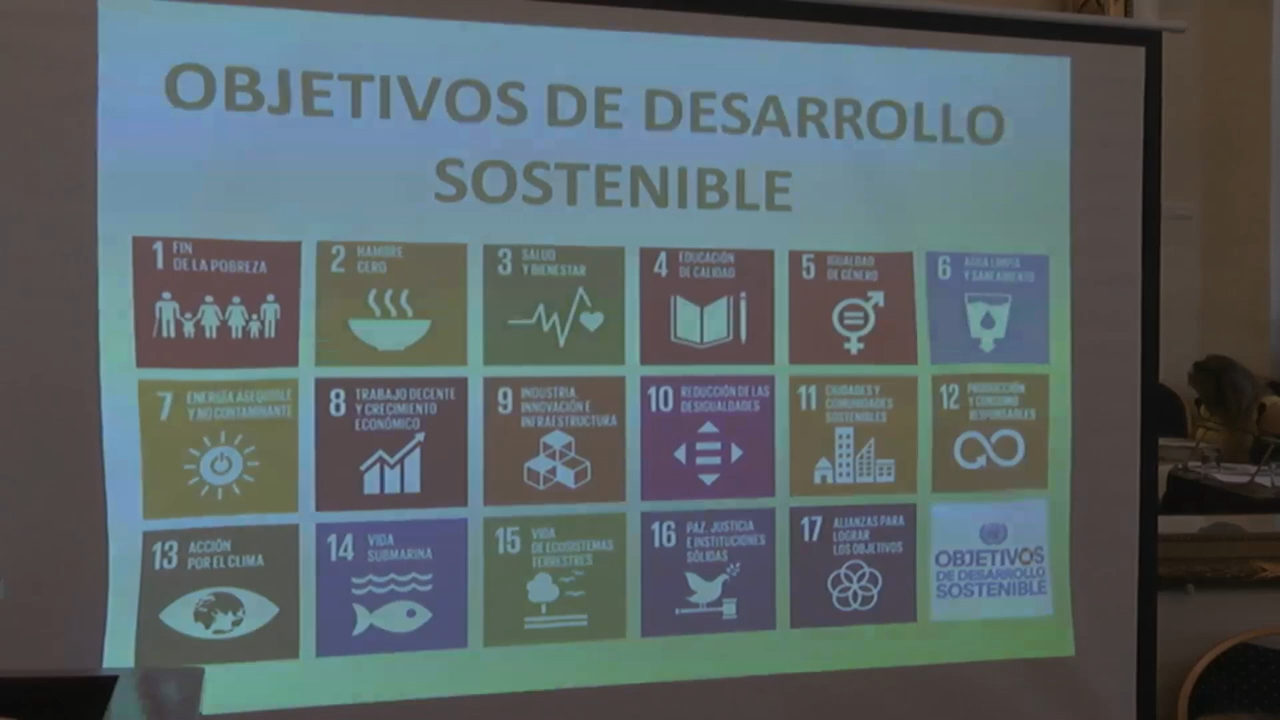 OBJETIVOS DE DESARROLLO
SOSTENIBLE
1 FIN
DE LA POBREZA
2 HAMBRE
CERO
3 SALUD
Y BIENESTAR
4 EDUCACIÓN
DE CALIDAD
5 IGUALDAD
DE GÉNERO
6 AGUA LIMPIA
Y SANEAMIENTO
7 ENERGÍA ASEQUIBLE
Y NO CONTAMINANTE
8 TRABAJO DECENTE
Y CRECIMIENTO
ECONÓMICO
9 INDUSTRIA,
INNOVACIÓN E
INFRAESTRUCTURA
10 REDUCCIÓN DE LAS
DESIGUALDADES
11 CIUDADES Y
COMUNIDADES
SOSTENIBLES
12 PRODUCCIÓN
Y CONSUMO
RESPONSABLES
13 ACCIÓN
POR EL CLIMA
14 VIDA
SUBMARINA
15 VIDA
DE ECOSISTEMAS
TERRESTRES
16 PAZ, JUSTICIA
E INSTITUCIONES
SÓLIDAS
17 ALIANZAS PARA
LOGRAR
LOS OBJETIVOS
OBJETIVOS
DE DESARROLLO
SOSTENIBLE